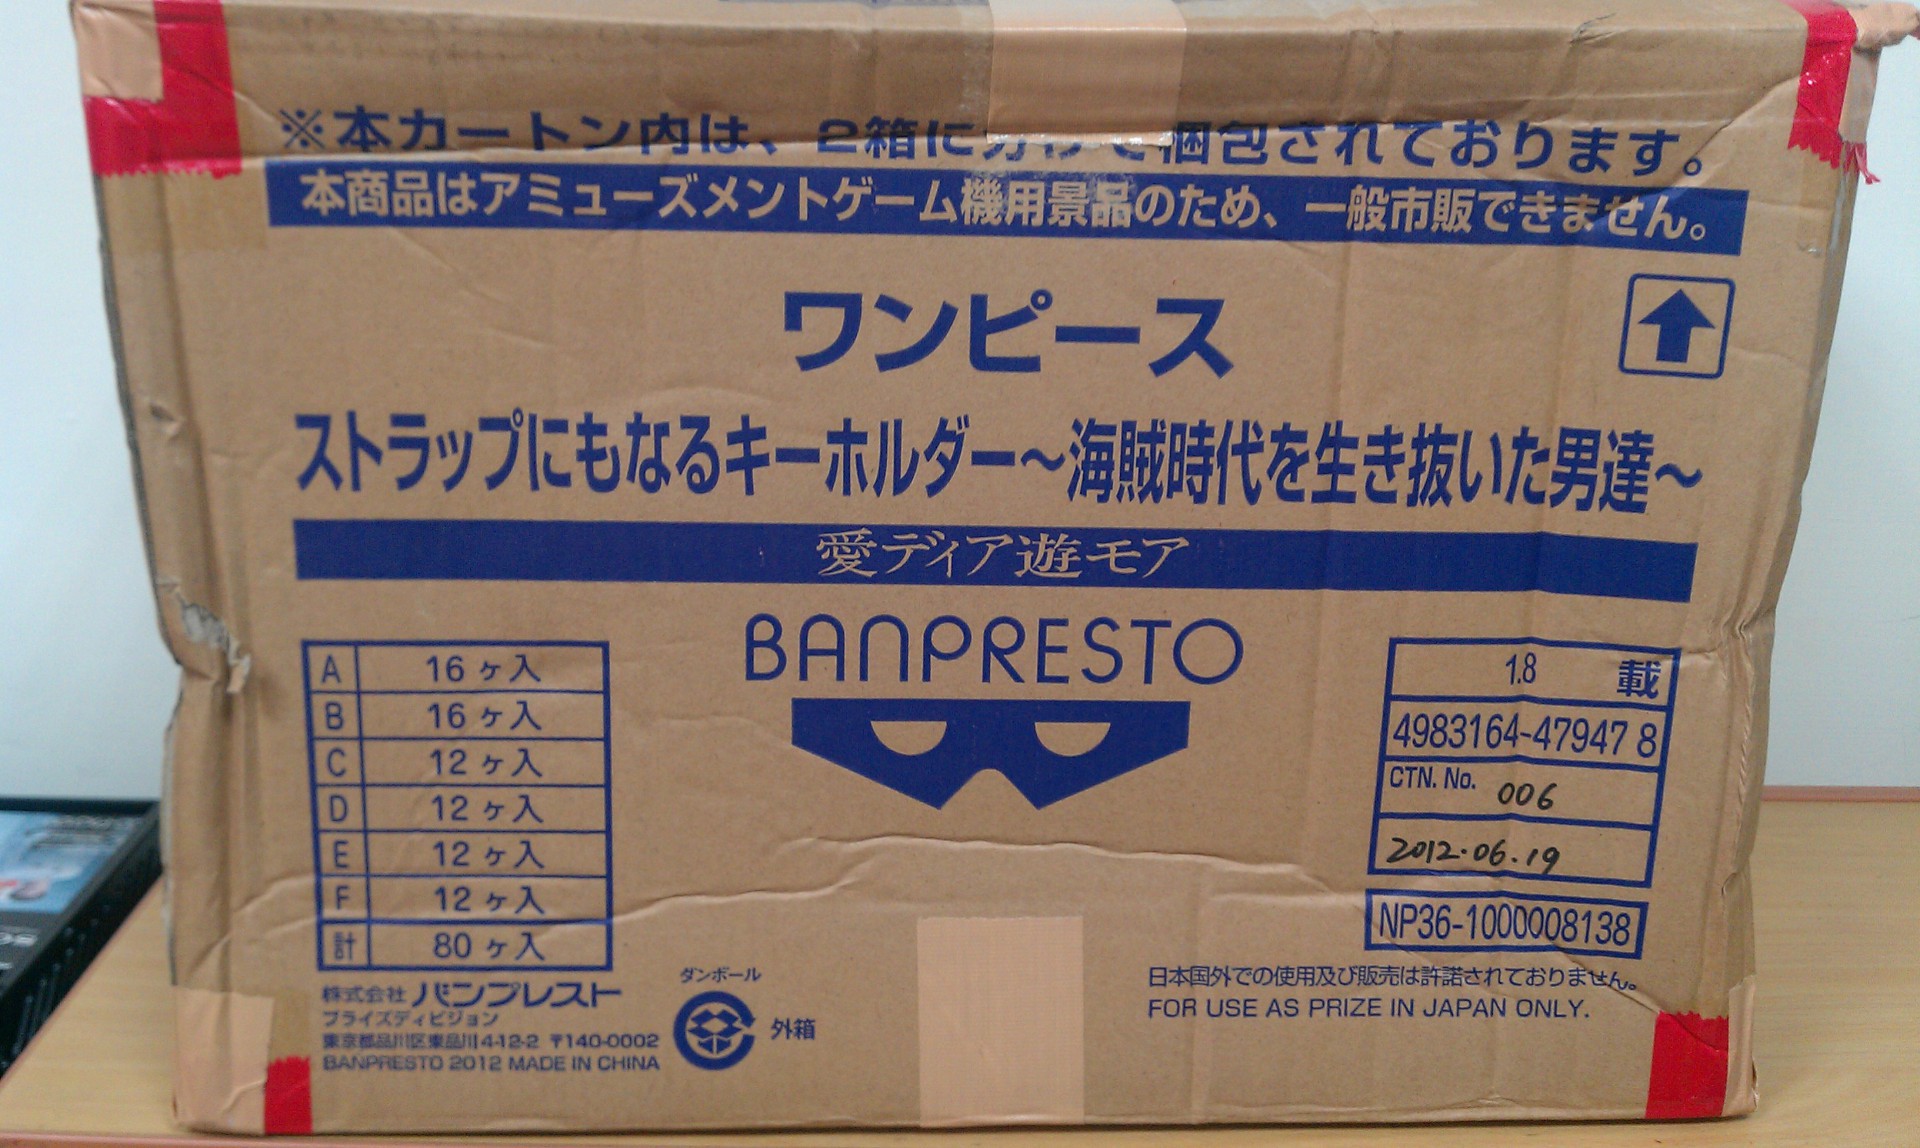 ※本カートン内は、2箱に分けて梱包されております。
本商品はアミューズメントゲーム機用景品のため、一般市販できません。
ワンピース
ストラップにもなるキーホルダー～海賊時代を生き抜いた男達～
愛ディア遊モア
BANPRESTO
A 16ヶ入
B 16ヶ入
C 12ヶ入
D 12ヶ入
E 12ヶ入
F 12ヶ入
計 80ヶ入
1.8 載
4983164-47947 8
CTN. No. 006
2012.06.19
NP36-1000008138
株式会社 バンプレスト
プライズディビジョン
東京都品川区東品川4-12-2 〒140-0002
BANPRESTO 2012 MADE IN CHINA
ダンボール
外箱
日本国外での使用及び販売は許諾されておりません。
FOR USE AS PRIZE IN JAPAN ONLY.